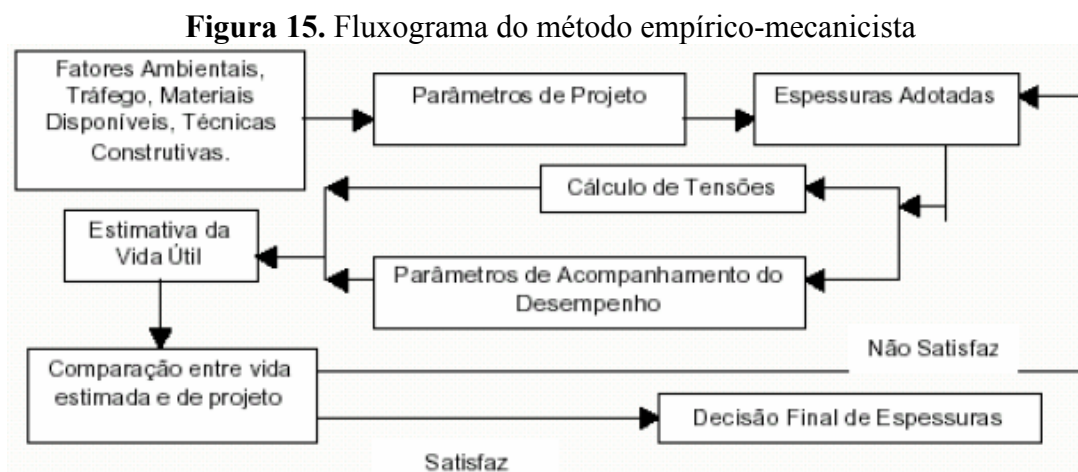 Figura 15. Fluxograma do método empírico-mecanicista
Fatores Ambientais,
Tráfego, Materiais
Disponíveis, Técnicas
Construtivas.
Parâmetros de Projeto
Espessuras Adotadas
Cálculo de Tensões
Estimativa da
Vida Útil
Parâmetros de Acompanhamento do
Desempenho
Não Satisfaz
Comparação entre vida
estimada e de projeto
Decisão Final de Espessuras
Satisfaz